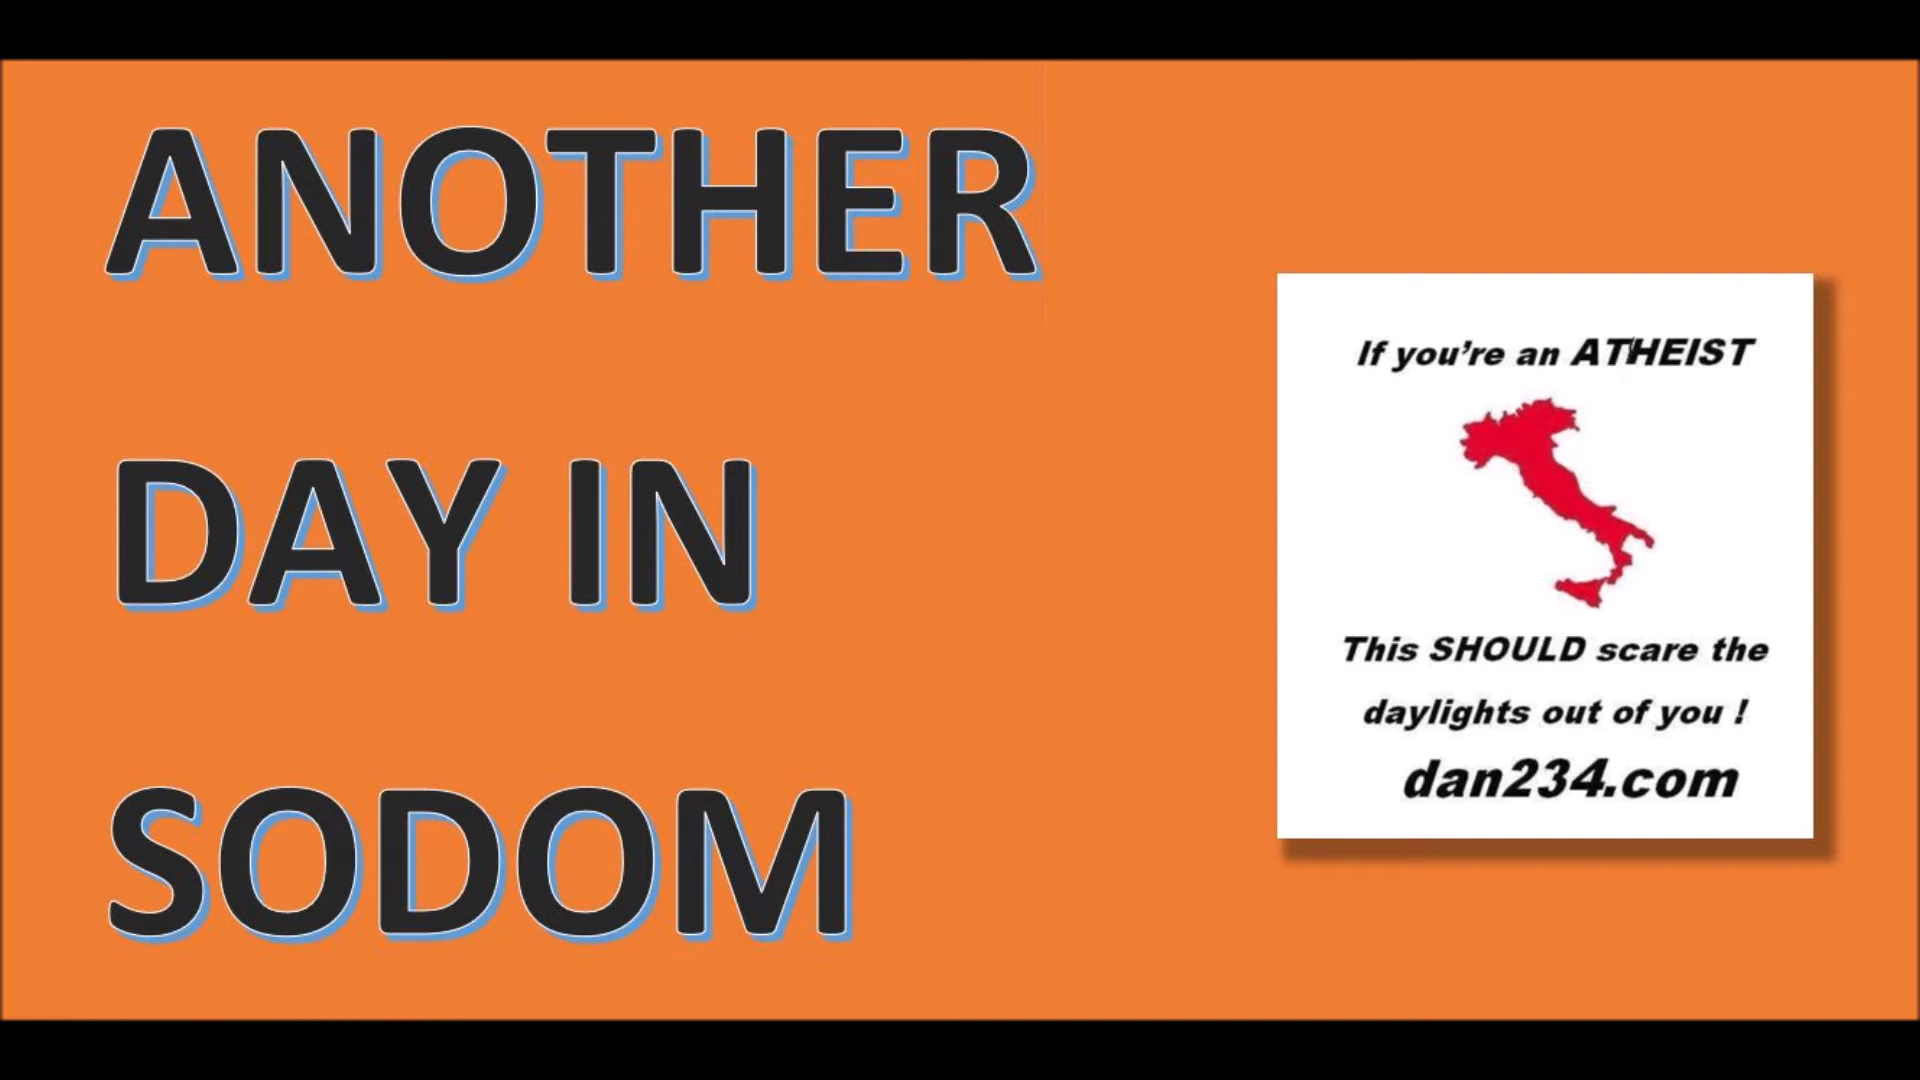 ANOTHER
DAY IN
SODOM
If you're an ATHEIST
This SHOULD scare the
daylights out of you !
dan234.com